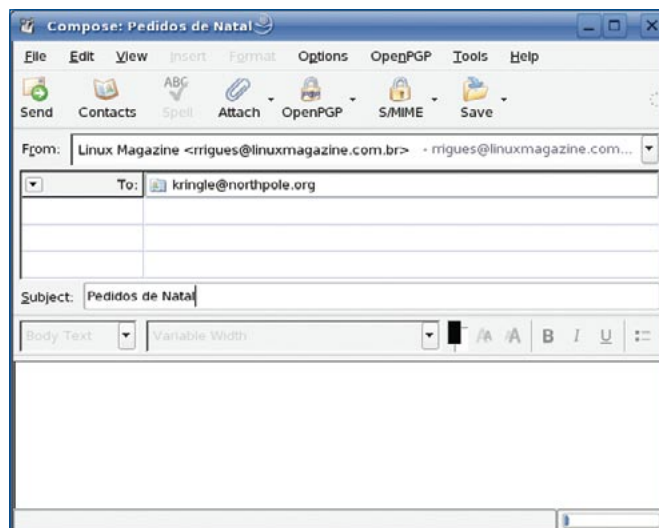 Compose: Pedidos de Natal
File Edit View Insert Format Options OpenPGP Tools Help
ABC
Send Contacts Spell Attach OpenPGP S/MIME Save
From: Linux Magazine <rrigues@linuxmagazine.com.br> - rrigues@linuxmagazine.com...
To: kringle@northpole.org
Subject: Pedidos de Natal
Body Text Variable Width A A B I U